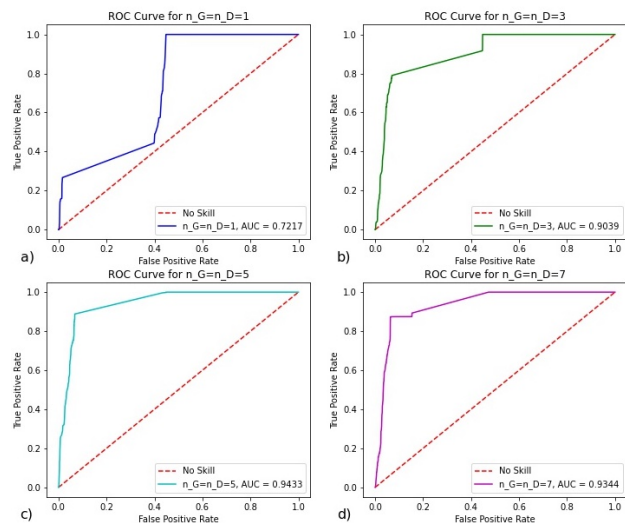 ROC Curve for n_G=n_D=1
True Positive Rate
1.0
0.8
0.6
0.4
0.2
0.0
No Skill
n_G=n_D=1, AUC = 0.7217
0.0 0.2 0.4 0.6 0.8 1.0
a)
False Positive Rate
ROC Curve for n_G=n_D=3
True Positive Rate
1.0
0.8
0.6
0.4
0.2
0.0
No Skill
n_G=n_D=3, AUC = 0.9039
0.0 0.2 0.4 0.6 0.8 1.0
b)
False Positive Rate
ROC Curve for n_G=n_D=5
True Positive Rate
1.0
0.8
0.6
0.4
0.2
0.0
No Skill
n_G=n_D=5, AUC = 0.9433
0.0 0.2 0.4 0.6 0.8 1.0
c)
False Positive Rate
ROC Curve for n_G=n_D=7
True Positive Rate
1.0
0.8
0.6
0.4
0.2
0.0
No Skill
n_G=n_D=7, AUC = 0.9344
0.0 0.2 0.4 0.6 0.8 1.0
d)
False Positive Rate